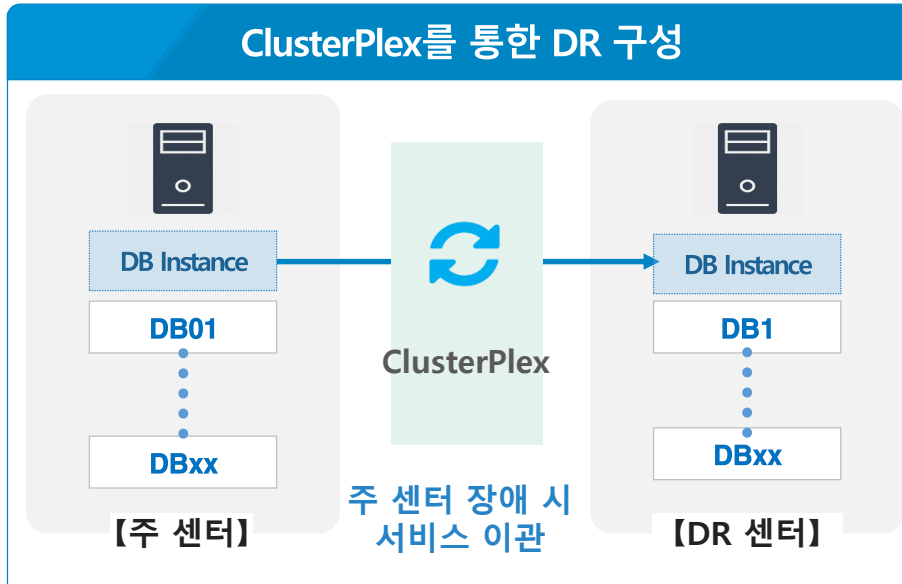 ClusterPlex를 통한 DR 구성
DB Instance
DB01
DBxx
【주 센터】
ClusterPlex
주 센터 장애 시
서비스 이관
DB Instance
DB1
DBxx
【DR 센터】